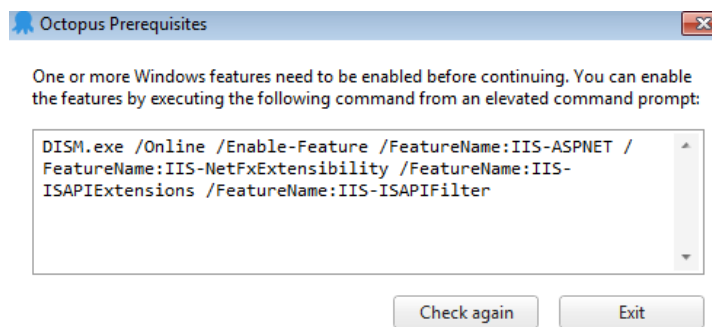 Octopus Prerequisites
One or more Windows features need to be enabled before continuing. You can enable
the features by executing the following command from an elevated command prompt:
DISM.exe /Online /Enable-Feature /FeatureName:IIS-ASPNET /
FeatureName:IIS-NetFxExtensibility /FeatureName:IIS-
ISAPIExtensions /FeatureName:IIS-ISAPIFilter
Check again
Exit